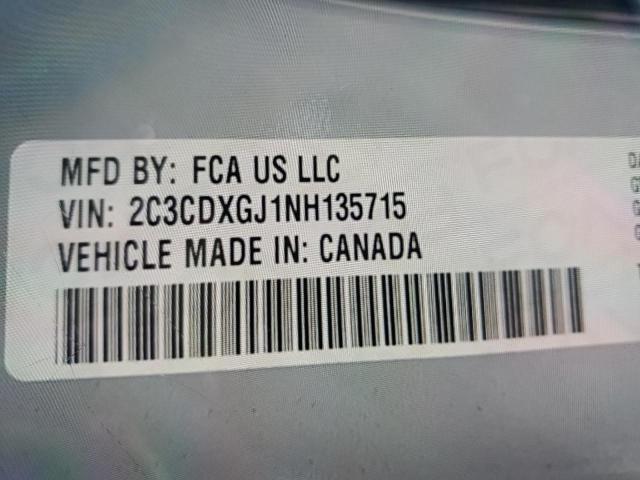 MFD BY: FCA US LLC
VIN: 2C3CDXGJ1NH135715
VEHICLE MADE IN: CANADA